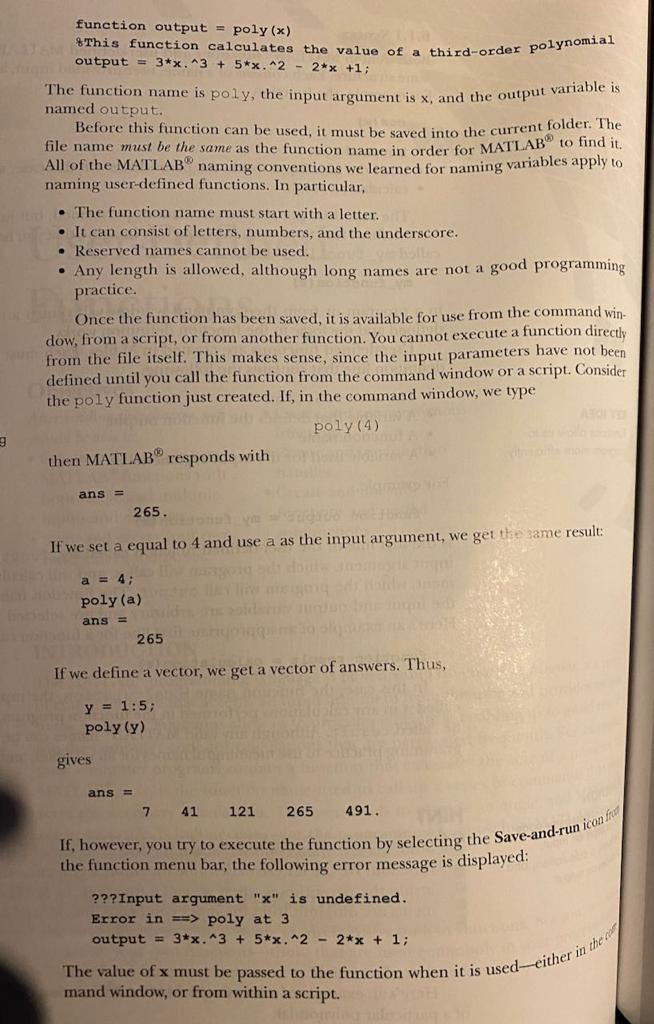 function output = poly(x)
%This function calculates the value of a third-order polynomial
output = 3*x.^3 + 5*x.^2 - 2*x +1;
The function name is poly, the input argument is x, and the output variable is
named output.
Before this function can be used, it must be saved into the current folder. The
file name must be the same as the function name in order for MATLAB® to find it.
All of the MATLAB® naming conventions we learned for naming variables apply to
naming user-defined functions. In particular,
• The function name must start with a letter.
• It can consist of letters, numbers, and the underscore.
• Reserved names cannot be used.
• Any length is allowed, although long names are not a good programming
practice.
Once the function has been saved, it is available for use from the command win-
dow, from a script, or from another function. You cannot execute a function directly
from the file itself. This makes sense, since the input parameters have not been
defined until you call the function from the command window or a script. Consider
the poly function just created. If, in the command window, we type
poly(4)
g
then MATLAB® responds with
ans =
265.
If we set a equal to 4 and use a as the input argument, we get the same result:
a = 4;
poly(a)
ans =
265
If we define a vector, we get a vector of answers. Thus,
y = 1:5;
poly(y)
gives
ans =
7 41 121 265 491.
If, however, you try to execute the function by selecting the Save-and-run icon from
the function menu bar, the following error message is displayed:
???Input argument "x" is undefined.
Error in ==> poly at 3
output = 3*x.^3 + 5*x.^2 - 2*x + 1;
The value of x must be passed to the function when it is used—either in the com
mand window, or from within a script.